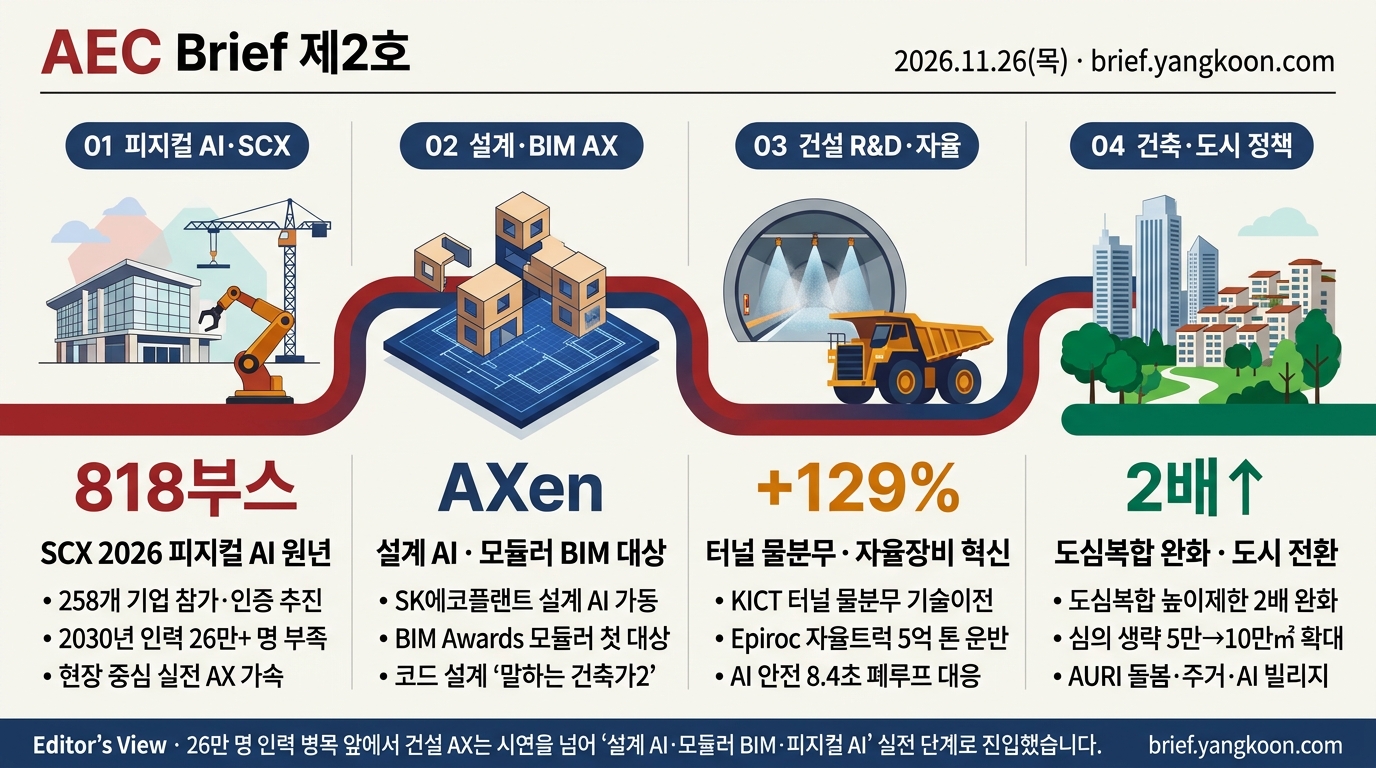 AEC Brief 제2호
2026.11.26(목) · brief.yangkoon.com
01 피지컬 AI·SCX
818부스
SCX 2026 피지컬 AI 원년
• 258개 기업 참가·인증 추진
• 2030년 인력 26만+ 명 부족
• 현장 중심 실전 AX 가속
02 설계·BIM AX
AXen
설계 AI · 모듈러 BIM 대상
• SK에코플랜트 설계 AI 가동
• BIM Awards 모듈러 첫 대상
• 코드 설계 ‘말하는 건축가2’
03 건설 R&D·자율
+129%
터널 물분무 · 자율장비 혁신
• KICT 터널 물분무 기술이전
• Epiroc 자율트럭 5억 톤 운반
• AI 안전 8.4초 폐루프 대응
04 건축·도시 정책
2배↑
도심복합 완화 · 도시 전환
• 도심복합 높이제한 2배 완화
• 심의 생략 5만→10만㎡ 확대
• AURI 돌봄·주거·AI 빌리지
Editor’s View · 26만 명 인력 병목 앞에서 건설 AX는 시연을 넘어 ‘설계 AI·모듈러 BIM·피지컬 AI’ 실전 단계로 진입했습니다.
brief.yangkoon.com